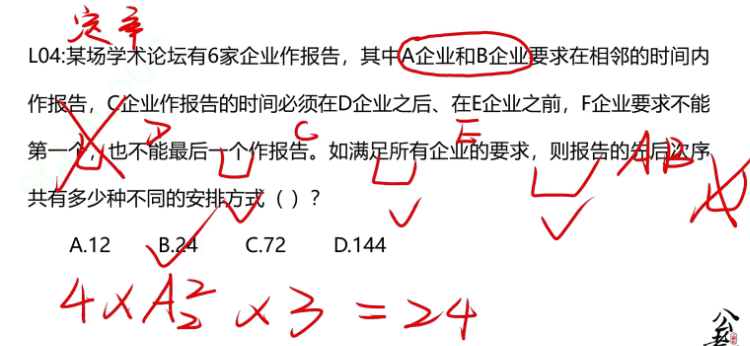 定序
L04:某场学术论坛有6家企业作报告，其中A企业和B企业要求在相邻的时间内
作报告，C企业作报告的时间必须在D企业之后、在E企业之前，F企业要求不能
D C E AB
第一个，也不能最后一个作报告。如满足所有企业的要求，则报告的先后次序
共有多少种不同的安排方式（ ）？
A.12 B.24 C.72 D.144
4×A₂²×3=24
公考